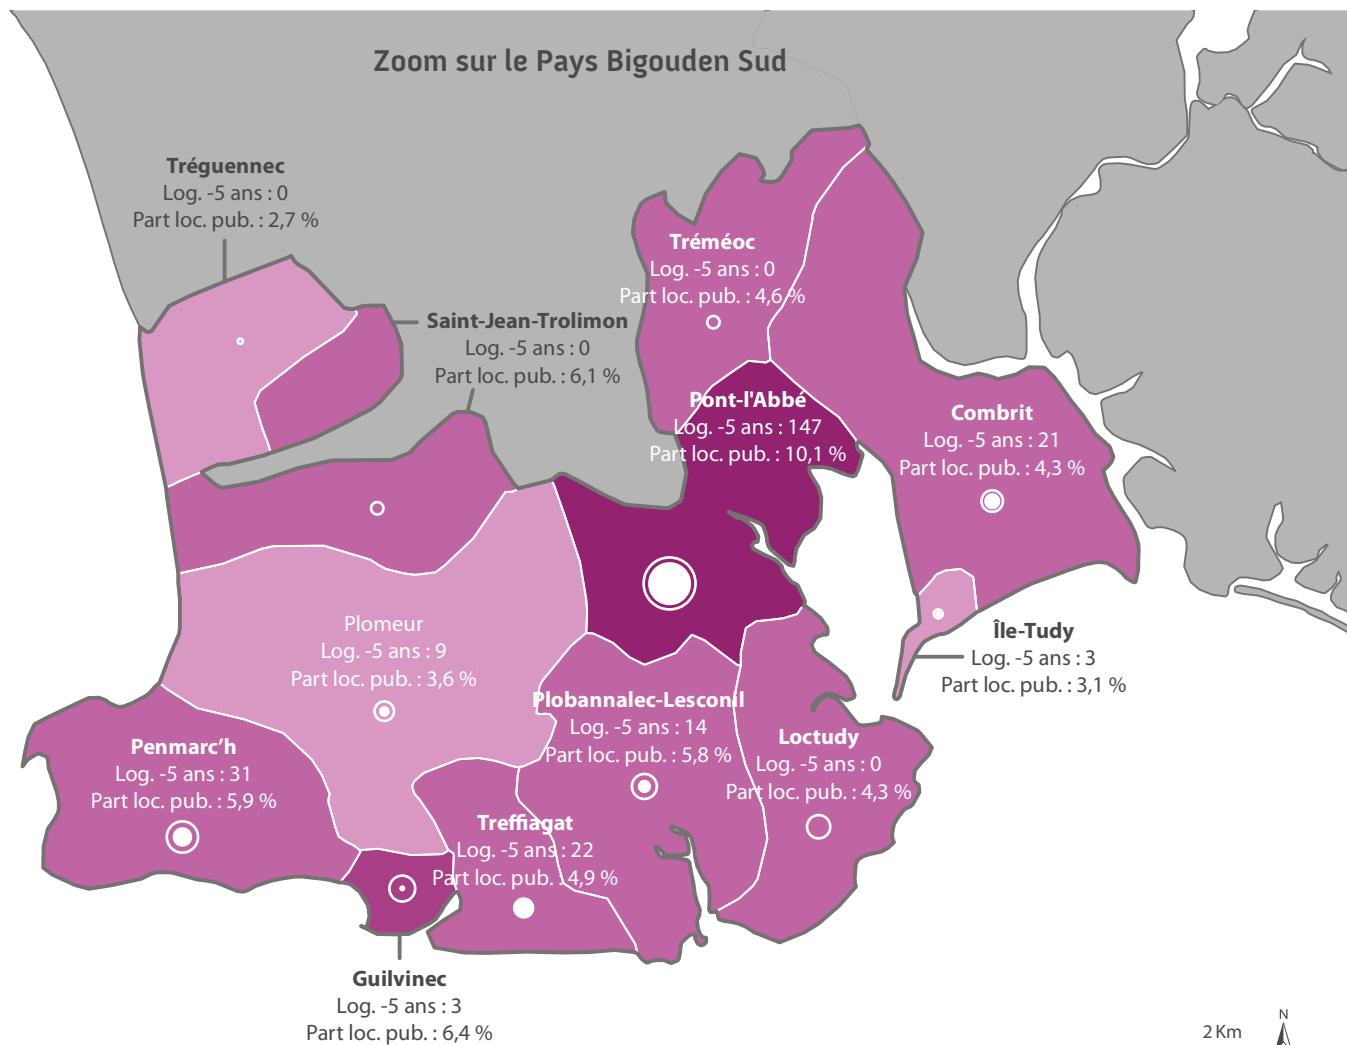 Zoom sur le Pays Bigouden Sud
Tréguennec
Log. -5 ans : 0
Part loc. pub. : 2,7 %
Saint-Jean-Trolimon
Log. -5 ans : 0
Part loc. pub. : 6,1 %
Tréméoc
Log. -5 ans : 0
Part loc. pub. : 4,6 %
Pont-l'Abbé
Log. -5 ans : 147
Part loc. pub. : 10,1 %
Combrit
Log. -5 ans : 21
Part loc. pub. : 4,3 %
Plomeur
Log. -5 ans : 9
Part loc. pub. : 3,6 %
Île-Tudy
Log. -5 ans : 3
Part loc. pub. : 3,1 %
Plobannalec-Lesconil
Log. -5 ans : 14
Part loc. pub. : 5,8 %
Penmarc’h
Log. -5 ans : 31
Part loc. pub. : 5,9 %
Loctudy
Log. -5 ans : 0
Part loc. pub. : 4,3 %
Treffiagat
Log. -5 ans : 22
Part loc. pub. : 4,9 %
Guilvinec
Log. -5 ans : 3
Part loc. pub. : 6,4 %
2 Km
N